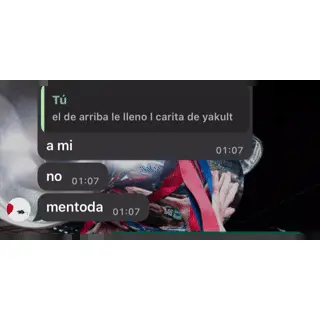 Tú
el de arriba le lleno l carita de yakult
a mi
01:07
no
01:07
mentoda
01:07